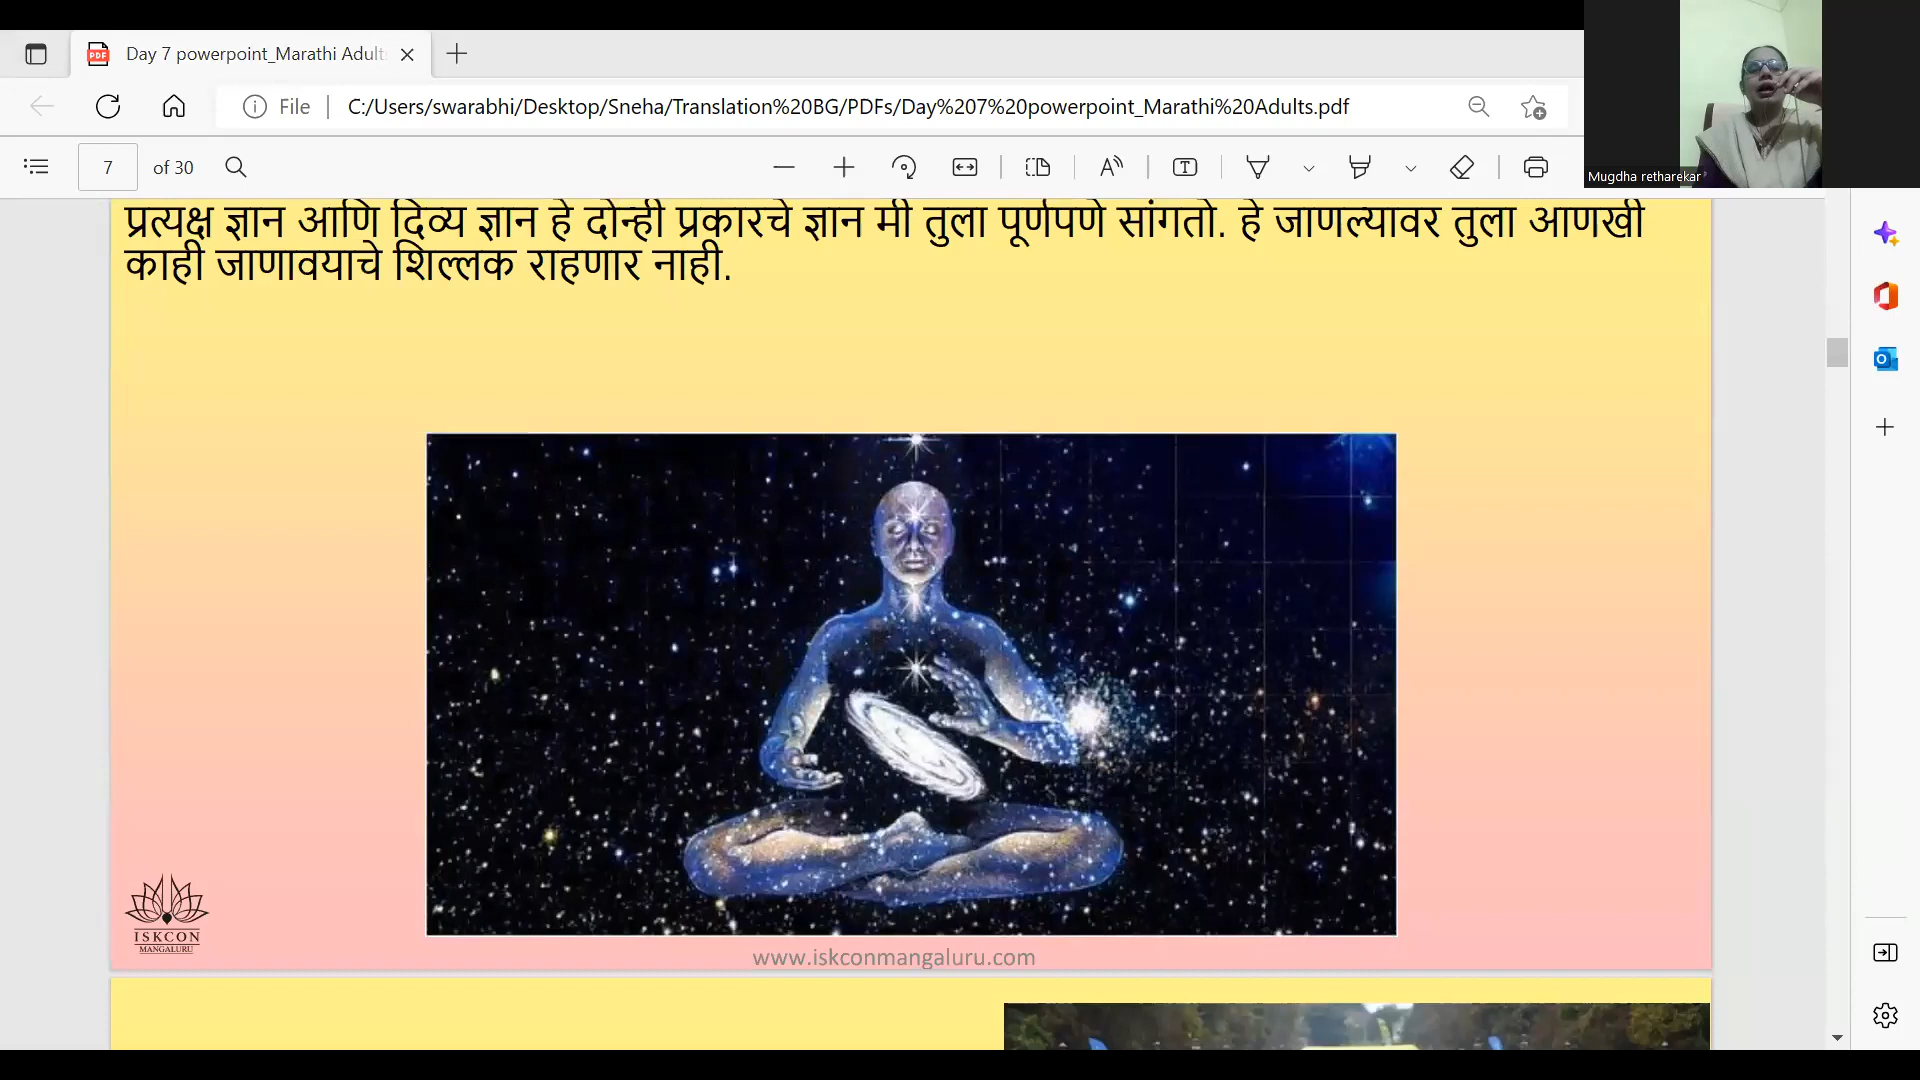 Day 7 powerpoint_Marathi Adult
File
C:/Users/swarabhi/Desktop/Sneha/Translation%20BG/PDFs/Day%207%20powerpoint_Marathi%20Adults.pdf
Mugdha retharekar
7 of 30
प्रत्यक्ष ज्ञान आणि दिव्य ज्ञान हे दोन्ही प्रकारचे ज्ञान मी तुला पूर्णपणे सांगतो. हे जाणल्यावर तुला आणखी
काही जाणावयाचे शिल्लक राहणार नाही.
ISKCON
MANGALURU
www.iskconmangaluru.com